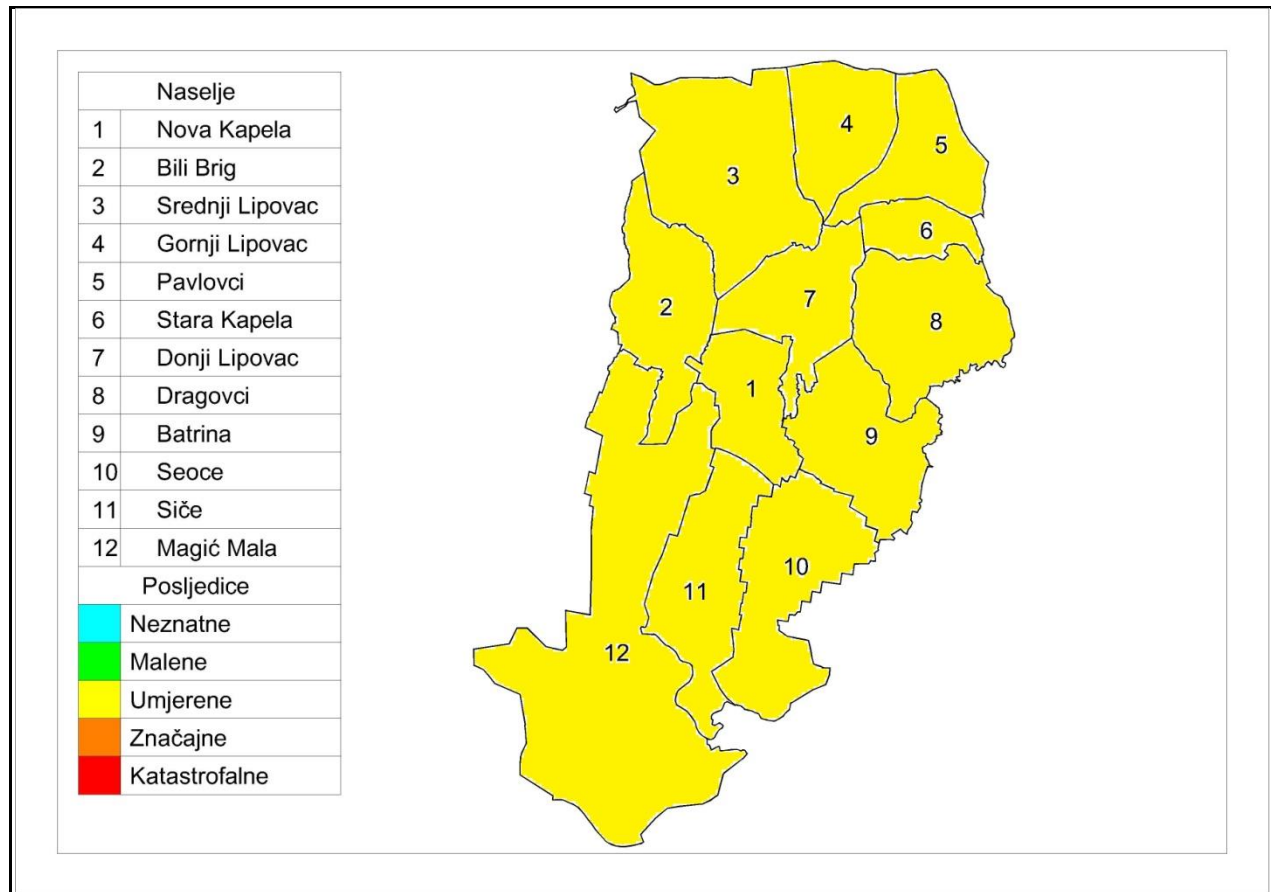 Naselje
1 Nova Kapela
2 Bili Brig
3 Srednji Lipovac
4 Gornji Lipovac
5 Pavlovci
6 Stara Kapela
7 Donji Lipovac
8 Dragovci
9 Batrina
10 Seoce
11 Siče
12 Magić Mala
Posljedice
Neznatne
Malene
Umjerene
Značajne
Katastrofalne
4
5
3
6
7
2
8
1
9
10
11
12